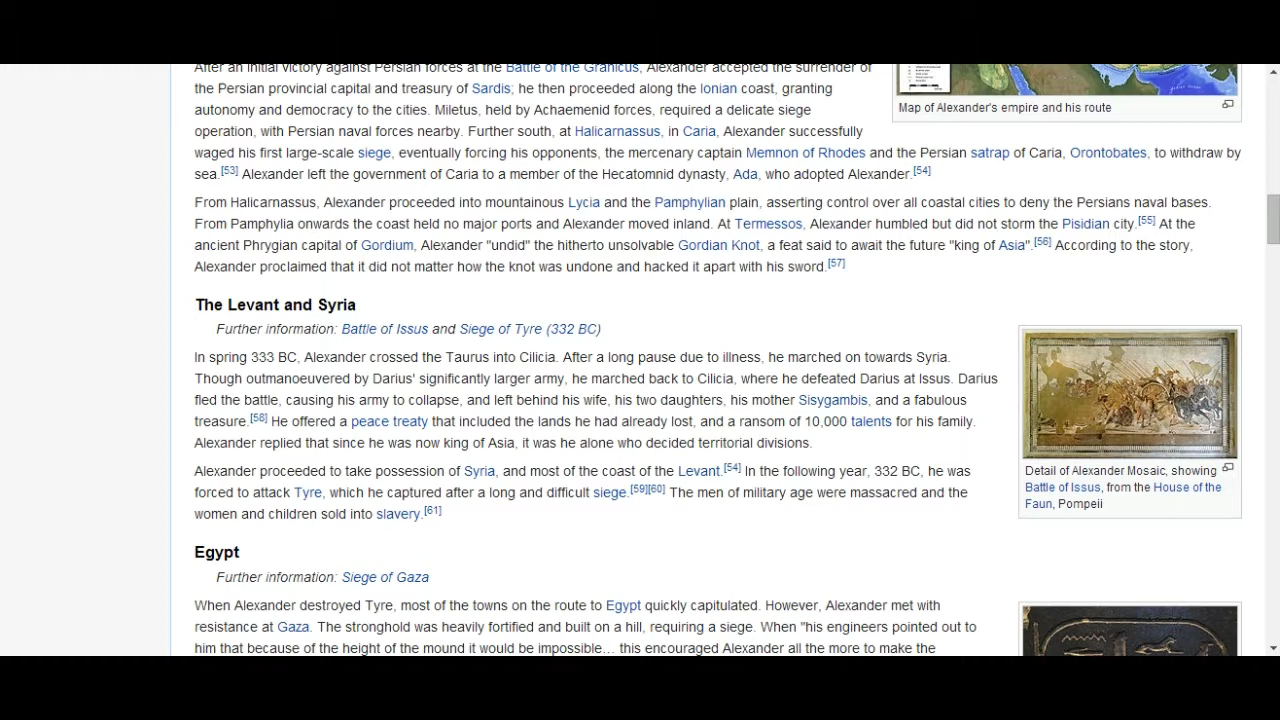 After an initial victory against Persian forces at the Battle of the Granicus, Alexander accepted the surrender of
the Persian provincial capital and treasury of Sardis; he then proceeded along the Ionian coast, granting
autonomy and democracy to the cities. Miletus, held by Achaemenid forces, required a delicate siege
operation, with Persian naval forces nearby. Further south, at Halicarnassus, in Caria, Alexander successfully
waged his first large-scale siege, eventually forcing his opponents, the mercenary captain Memnon of Rhodes and the Persian satrap of Caria, Orontobates, to withdraw by
sea.[53] Alexander left the government of Caria to a member of the Hecatomnid dynasty, Ada, who adopted Alexander.[54]
Map of Alexander's empire and his route
From Halicarnassus, Alexander proceeded into mountainous Lycia and the Pamphylian plain, asserting control over all coastal cities to deny the Persians naval bases.
From Pamphylia onwards the coast held no major ports and Alexander moved inland. At Termessos, Alexander humbled but did not storm the Pisidian city.[55] At the
ancient Phrygian capital of Gordium, Alexander "undid" the hitherto unsolvable Gordian Knot, a feat said to await the future "king of Asia".[56] According to the story,
Alexander proclaimed that it did not matter how the knot was undone and hacked it apart with his sword.[57]
The Levant and Syria
Further information: Battle of Issus and Siege of Tyre (332 BC)
In spring 333 BC, Alexander crossed the Taurus into Cilicia. After a long pause due to illness, he marched on towards Syria.
Though outmanoeuvered by Darius' significantly larger army, he marched back to Cilicia, where he defeated Darius at Issus. Darius
fled the battle, causing his army to collapse, and left behind his wife, his two daughters, his mother Sisygambis, and a fabulous
treasure.[58] He offered a peace treaty that included the lands he had already lost, and a ransom of 10,000 talents for his family.
Alexander replied that since he was now king of Asia, it was he alone who decided territorial divisions.
Alexander proceeded to take possession of Syria, and most of the coast of the Levant.[54] In the following year, 332 BC, he was
forced to attack Tyre, which he captured after a long and difficult siege.[59][60] The men of military age were massacred and the
women and children sold into slavery.[61]
Detail of Alexander Mosaic, showing
Battle of Issus, from the House of the
Faun, Pompeii
Egypt
Further information: Siege of Gaza
When Alexander destroyed Tyre, most of the towns on the route to Egypt quickly capitulated. However, Alexander met with
resistance at Gaza. The stronghold was heavily fortified and built on a hill, requiring a siege. When "his engineers pointed out to
him that because of the height of the mound it would be impossible… this encouraged Alexander all the more to make the